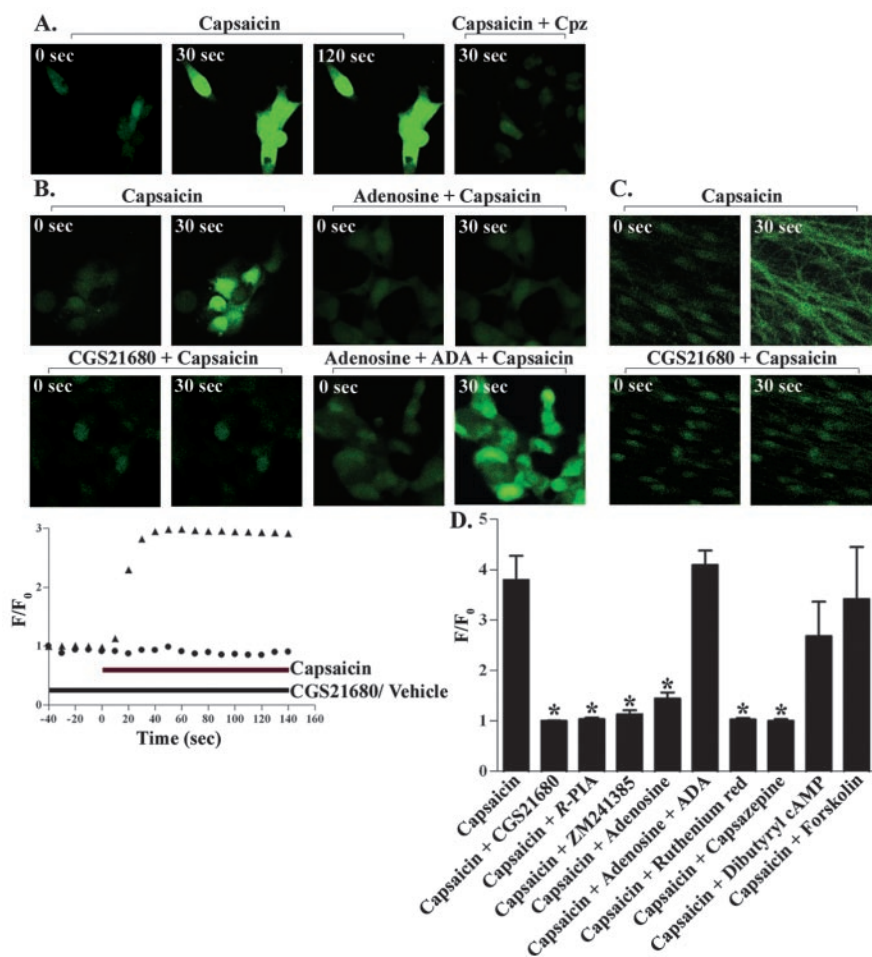 A.
Capsaicin
Capsaicin + Cpz
0 sec
30 sec
120 sec
30 sec
B.
Capsaicin
Adenosine + Capsaicin
C.
Capsaicin
0 sec
30 sec
0 sec
30 sec
0 sec
30 sec
CGS21680 + Capsaicin
Adenosine + ADA + Capsaicin
CGS21680 + Capsaicin
0 sec
30 sec
0 sec
30 sec
0 sec
30 sec
3
2
1
0
F/F0
Capsaicin
CGS21680/ Vehicle
-40 -20 0 20 40 60 80 100 120 140 160
Time (sec)
D.
5
4
3
2
1
0
F/F0
* * * * * *
Capsaicin
Capsaicin + CGS21680
Capsaicin + R-PIA
Capsaicin + ZM241385
Capsaicin + Adenosine
Capsaicin + Adenosine + ADA
Capsaicin + Ruthenium red
Capsaicin + Capsazepine
Capsaicin + Dibutyryl cAMP
Capsaicin + Forskolin